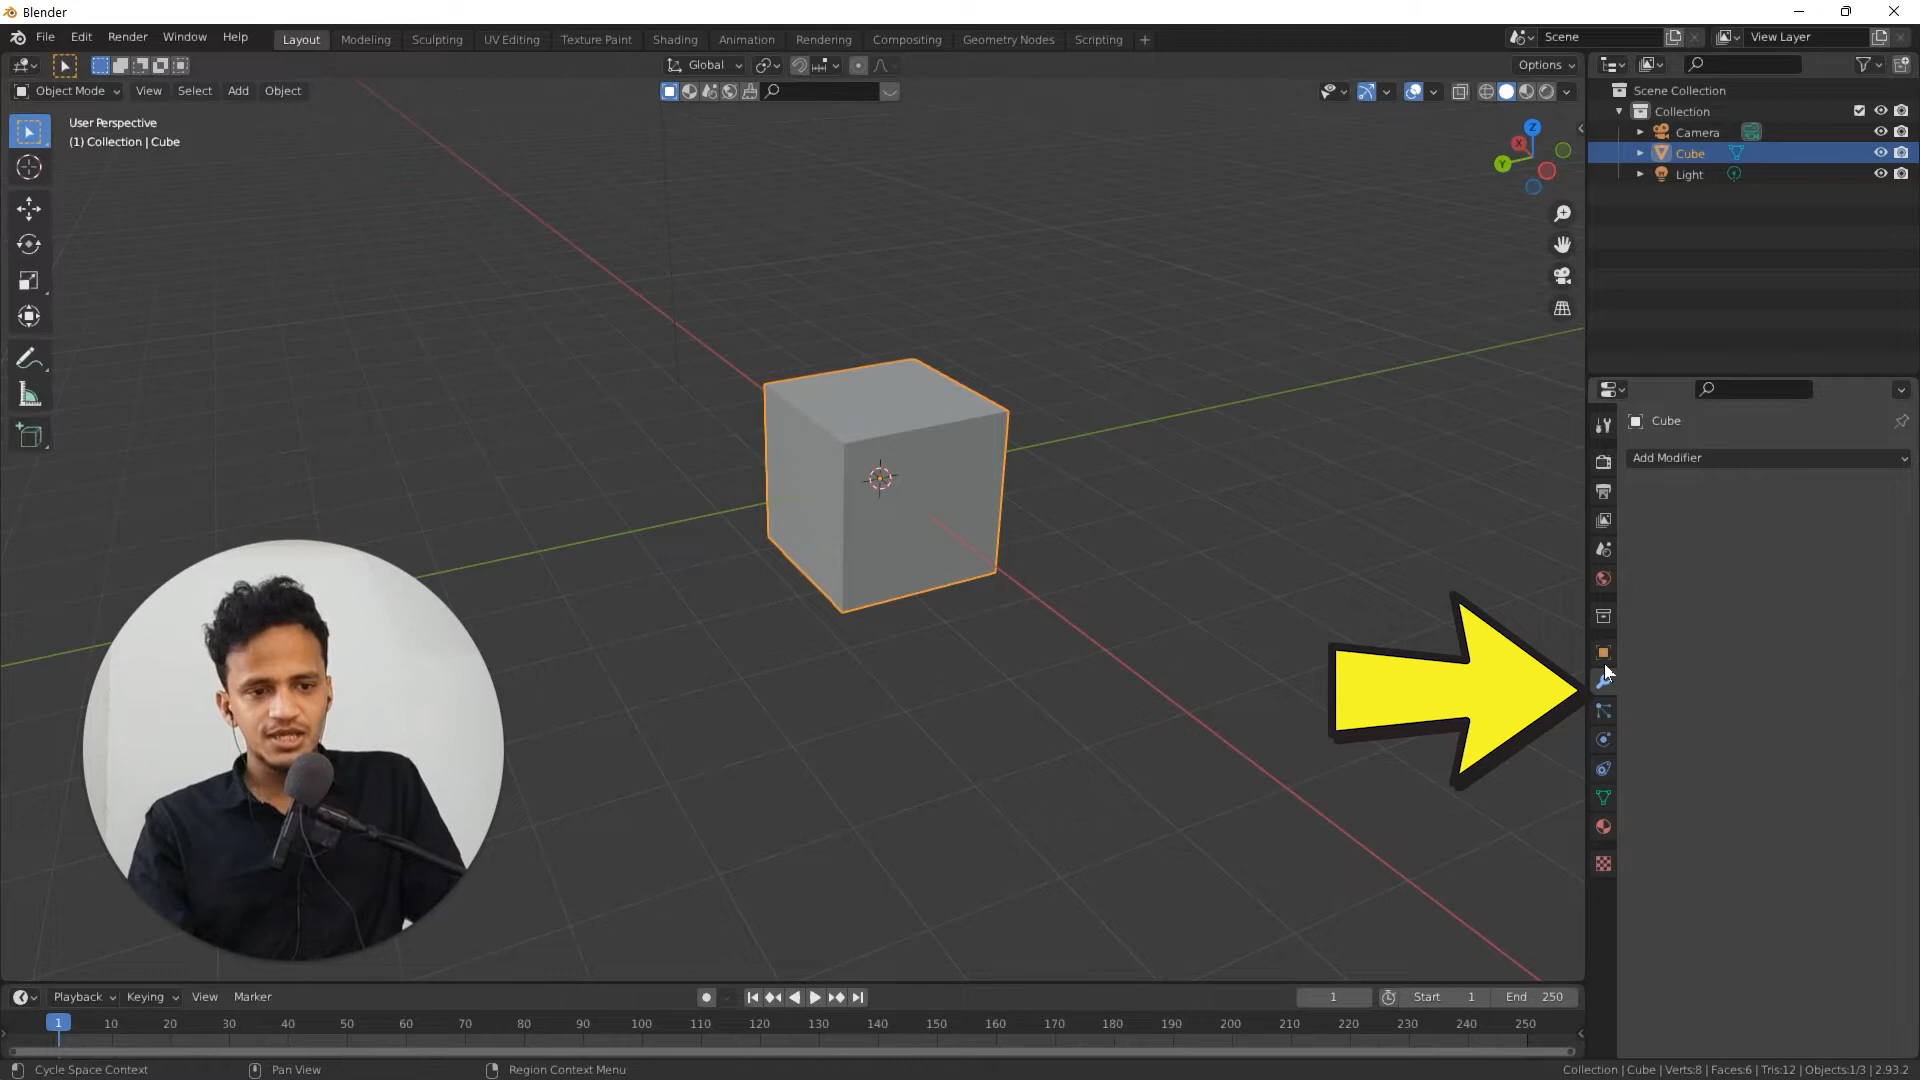 Blender
File Edit Render Window Help Layout Modeling Sculpting UV Editing Texture Paint Shading Animation Rendering Compositing Geometry Nodes Scripting +
Scene
View Layer
Global
Options
Object Mode View Select Add Object
User Perspective
(1) Collection | Cube
Z
X
Y
Scene Collection
Collection
Camera
Cube
Light
Cube
Add Modifier
Playback Keying View Marker
1
Start 1
End 250
1 10 20 30 40 50 60 70 80 90 100 110 120 130 140 150 160 170 180 190 200 210 220 230 240 250
Cycle Space Context
Pan View
Region Context Menu
Collection | Cube | Verts:8 | Faces:6 | Tris:12 | Objects:1/3 | 2.93.2